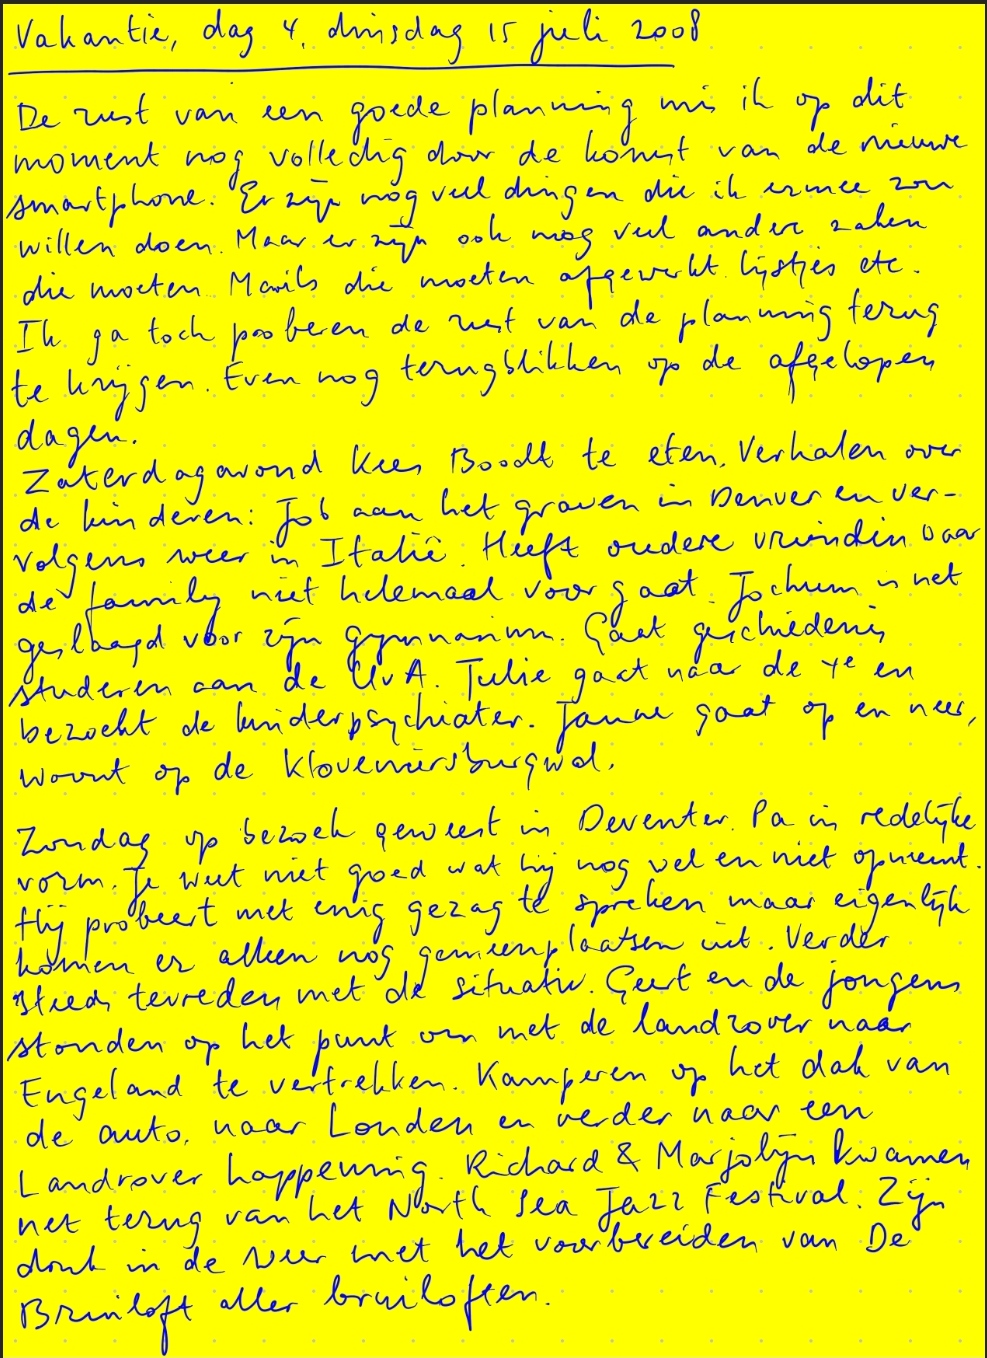 Vakantie, dag 4, dinsdag 15 juli 2008
De rust van een goede planning mis ik op dit
moment nog volledig door de komst van de nieuwe
smartphone. Er zijn nog veel dingen die ik ermee zou
willen doen. Maar er zijn ook nog veel andere zaken
die moeten. Mails die moeten afgewerkt. lijstjes etc.
Ik ga toch proberen de rust van de planning terug
te krijgen. Even nog terugblikken op de afgelopen
dagen.
Zaterdagavond Kees Boodt te eten. Verhalen over
de kinderen: Job aan het graven in Denver en ver-
volgens weer in Italië. Heeft oudere vriendin waar
de family niet helemaal voor gaat. Jochum is net
geslaagd voor zijn gymnasium. Gaat geschiedenis
studeren aan de UvA. Julie gaat naar de 4e en
bezoekt de kinderpsychiater. Janne gaat op en neer,
woont op de Kloveniersburgwal.
Zondag op bezoek geweest in Deventer. Pa in redelijke
vorm. Je weet niet goed wat hij nog wel en niet opneemt.
Hij probeert met enig gezag te spreken maar eigenlijk
komen er alleen nog gemeenplaatsen uit. Verder
steeds tevreden met de situatie. Geert en de jongens
stonden op het punt om met de landrover naar
Engeland te vertrekken. Kamperen op het dak van
de auto. naar Londen en verder naar een
Landrover happening. Richard & Marjolijn kwamen
net terug van het North Sea Jazz Festival. Zijn
druk in de weer met het voorbereiden van De
Bruiloft aller bruiloften.